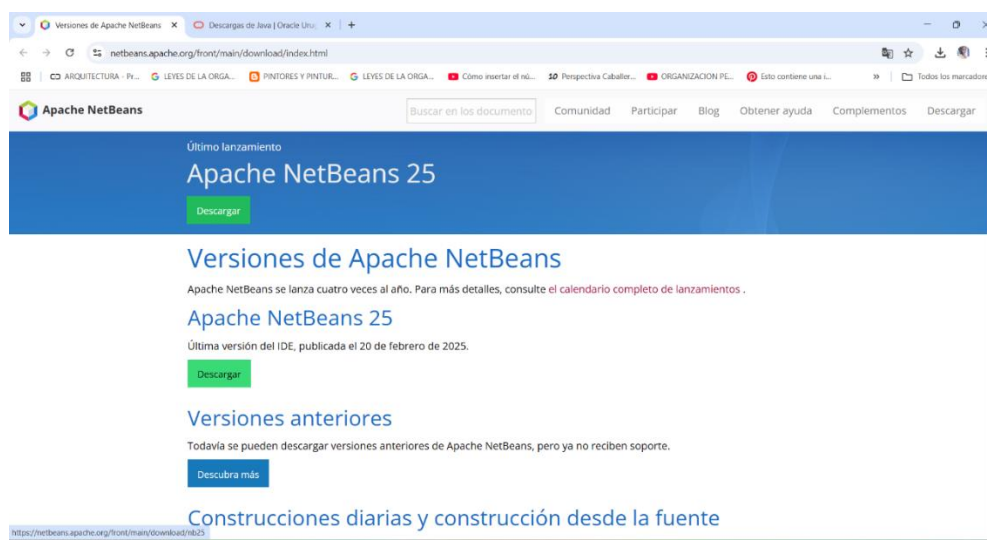 Versiones de Apache NetBeans
Descargas de Java | Oracle Uru
netbeans.apache.org/front/main/download/index.html
ARQUITECTURA - Pr...
LEYES DE LA ORGA...
PINTORES Y PINTUR...
LEYES DE LA ORGA...
Cómo insertar el nú...
Perspectiva Caballer...
ORGANIZACION PE...
Esto contiene una i...
»
Todos los marcadore
Apache NetBeans
Buscar en los documento
Comunidad
Participar
Blog
Obtener ayuda
Complementos
Descargar
Último lanzamiento
Apache NetBeans 25
Descargar
Versiones de Apache NetBeans
Apache NetBeans se lanza cuatro veces al año. Para más detalles, consulte el calendario completo de lanzamientos .
Apache NetBeans 25
Última versión del IDE, publicada el 20 de febrero de 2025.
Descargar
Versiones anteriores
Todavía se pueden descargar versiones anteriores de Apache NetBeans, pero ya no reciben soporte.
Descubra más
Construcciones diarias y construcción desde la fuente
https://netbeans.apache.org/front/main/download/nb25